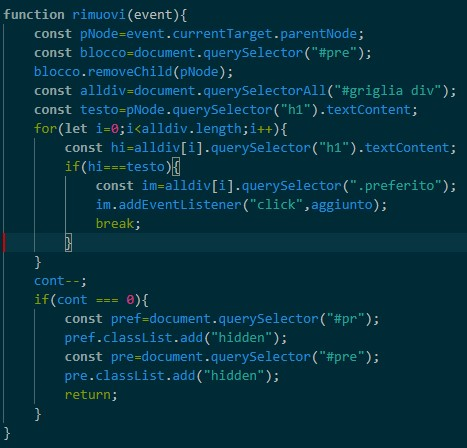 function rimuovi(event){
    const pNode=event.currentTarget.parentNode;
    const blocco=document.querySelector("#pre");
    blocco.removeChild(pNode);
    const alldiv=document.querySelectorAll("#griglia div");
    const testo=pNode.querySelector("h1").textContent;
    for(let i=0;i<alldiv.length;i++){
        const hi=alldiv[i].querySelector("h1").textContent;
        if(hi===testo){
            const im=alldiv[i].querySelector(".preferito");
            im.addEventListener("click",aggiunto);
            break;
        }
    }
    cont--;
    if(cont === 0){
        const pref=document.querySelector("#pr");
        pref.classList.add("hidden");
        const pre=document.querySelector("#pre");
        pre.classList.add("hidden");
        return;
    }
}